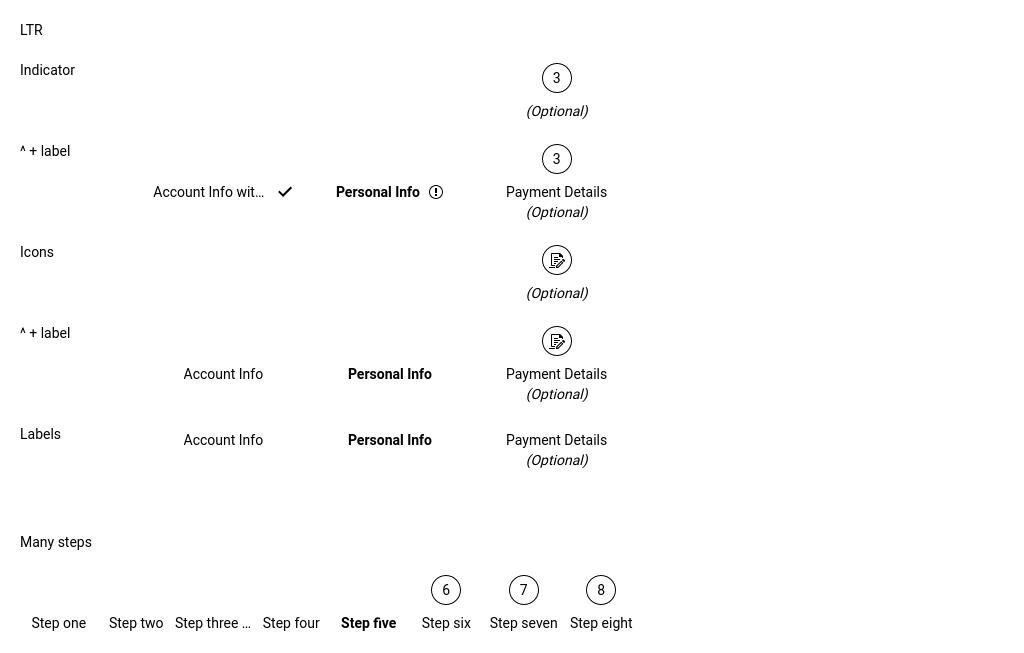 LTR
Indicator
3
(Optional)
^ + label
3
Account Info wit...
Personal Info
Payment Details
(Optional)
Icons
(Optional)
^ + label
Account Info
Personal Info
Payment Details
(Optional)
Labels
Account Info
Personal Info
Payment Details
(Optional)
Many steps
6
7
8
Step one
Step two
Step three ...
Step four
Step five
Step six
Step seven
Step eight